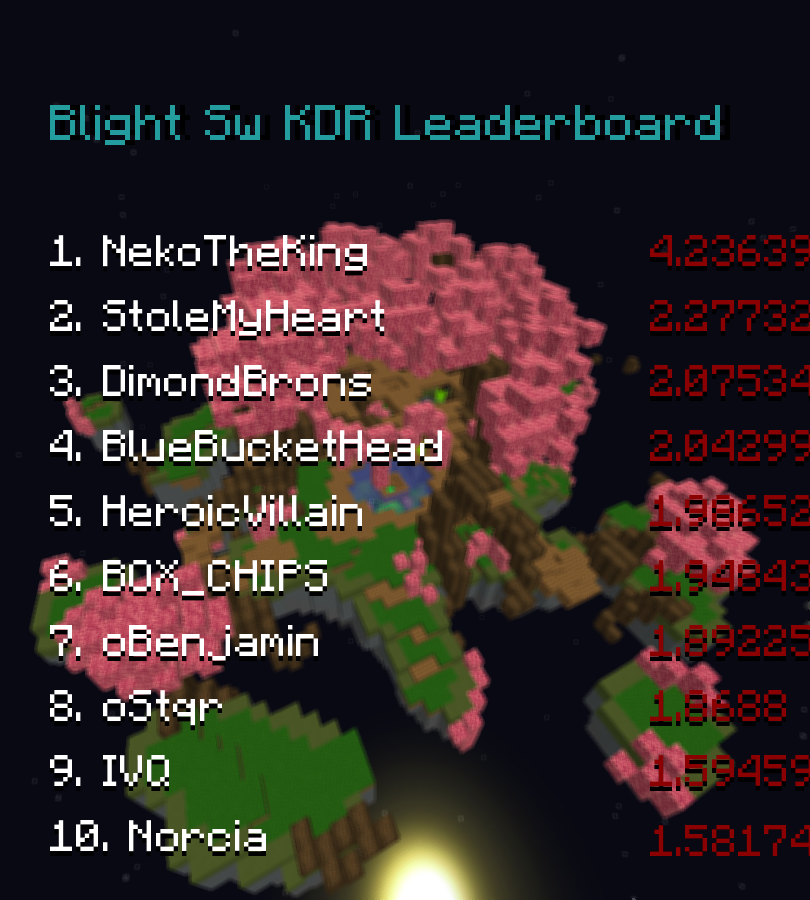 Blight Sw KDR Leaderboard
1. NekoTheKing 4.23639
2. StoleMyHeart 2.27732
3. DimondBrons 2.07534
4. BlueBucketHead 2.04299
5. HeroicVillain 1.98652
6. BOX_CHIPS 1.94843
7. oBenjamin 1.89225
8. oStqr 1.8688
9. IVQ 1.59459
10. Norcia 1.58174